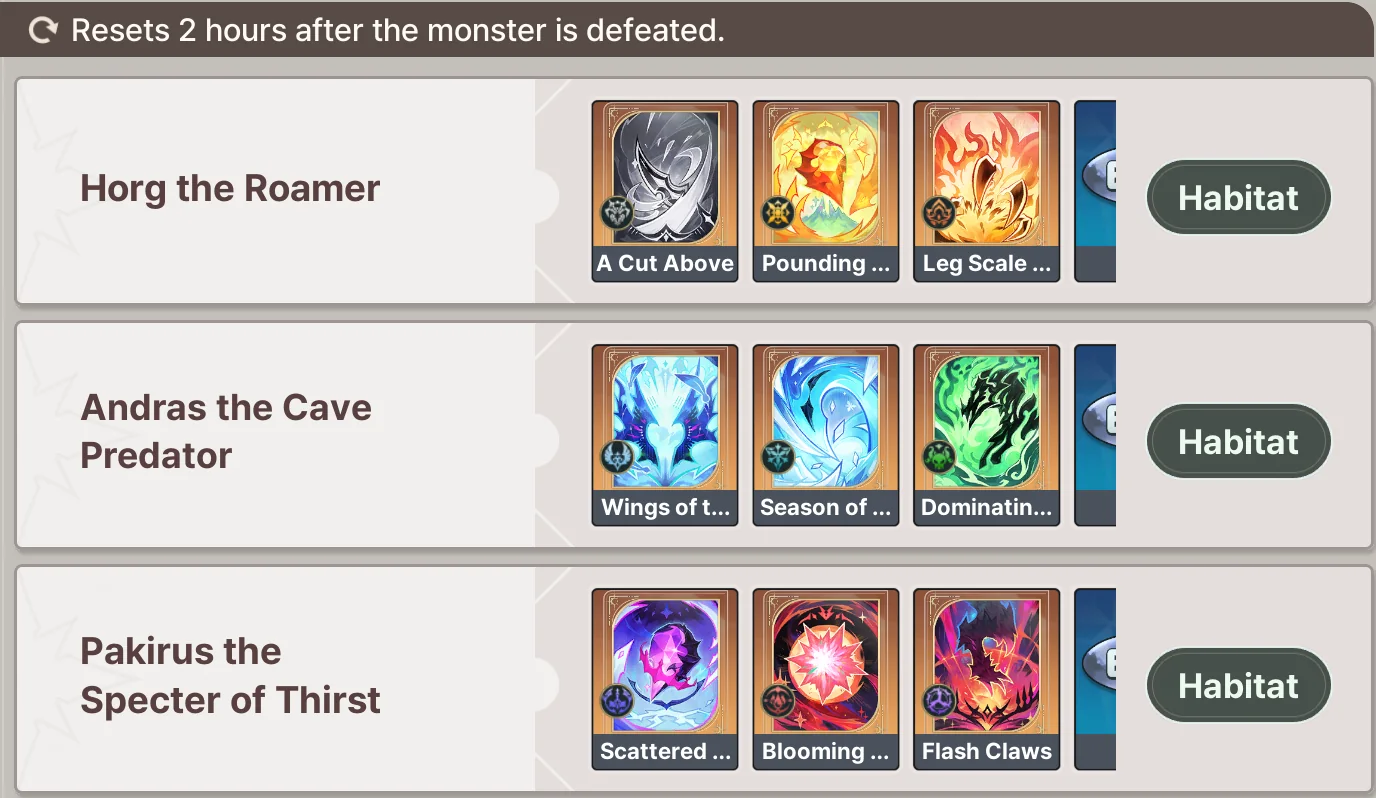 Resets 2 hours after the monster is defeated.
Horg the Roamer
A Cut Above
Pounding ...
Leg Scale ...
Habitat
Andras the Cave
Predator
Wings of t...
Season of ...
Dominatin...
Habitat
Pakirus the
Specter of Thirst
Scattered ...
Blooming ...
Flash Claws
Habitat